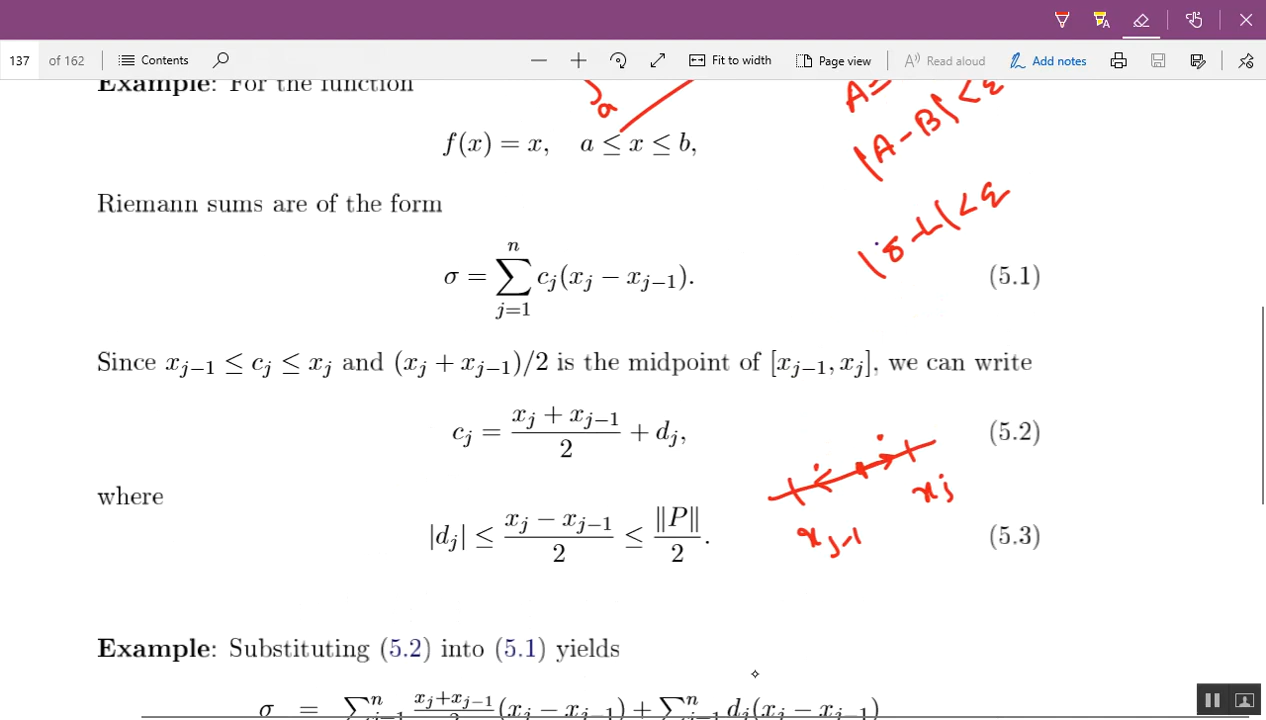 137 of 162 Contents Fit to width Page view Read aloud Add notes
Example: For the function
a
A=
f(x) = x, a ≤ x ≤ b,
|A-B|<ε
Riemann sums are of the form
|σ-L|<ε
σ = ∑_{j=1}^{n} c_j(x_j − x_{j−1}). (5.1)
Since x_{j−1} ≤ c_j ≤ x_j and (x_j + x_{j−1})/2 is the midpoint of [x_{j−1}, x_j], we can write
c_j = \frac{x_j + x_{j−1}}{2} + d_j, (5.2)
x_j
where
x_{j-1}
|d_j| ≤ \frac{x_j − x_{j−1}}{2} ≤ \frac{‖P‖}{2}. (5.3)
Example: Substituting (5.2) into (5.1) yields
σ = ∑_{j=1}^{n} \frac{x_j+x_{j−1}}{2}(x_j − x_{j−1}) + ∑_{j=1}^{n} d_j(x_j − x_{j−1})